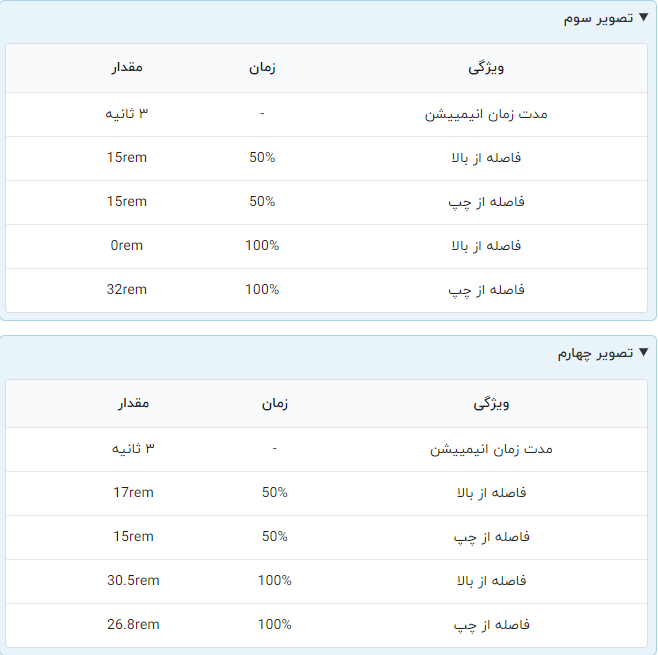 ▼ تصویر سوم
ویژگی زمان مقدار
مدت زمان انیمییشن - ۳ ثانیه
فاصله از بالا 50% 15rem
فاصله از چپ 50% 15rem
فاصله از بالا 100% 0rem
فاصله از چپ 100% 32rem
▼ تصویر چهارم
ویژگی زمان مقدار
مدت زمان انیمییشن - ۳ ثانیه
فاصله از بالا 50% 17rem
فاصله از چپ 50% 15rem
فاصله از بالا 100% 30.5rem
فاصله از چپ 100% 26.8rem